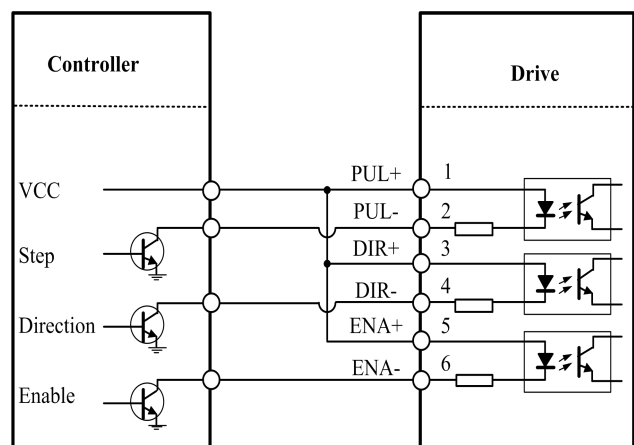 Controller
Drive
VCC
PUL+ 1
PUL- 2
Step
DIR+ 3
DIR- 4
Direction
ENA+ 5
ENA- 6
Enable